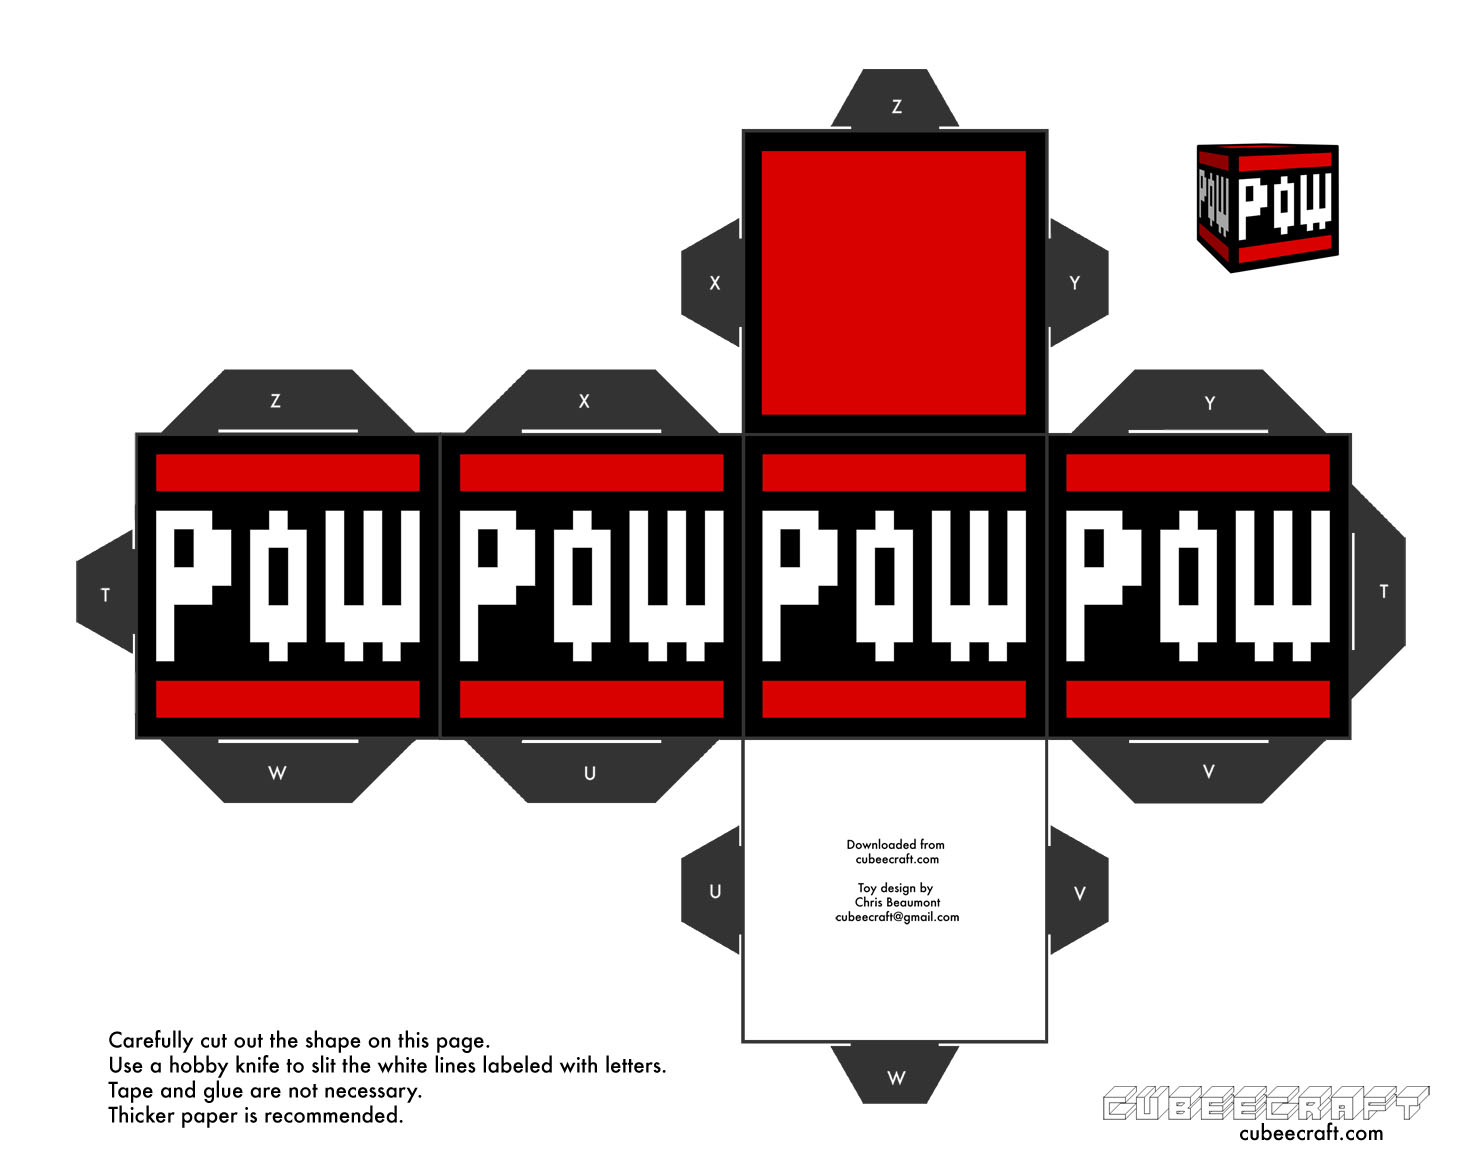 Z
X
Y
POW POW
Z
X
Y
T
POW POW POW POW
T
W
U
V
Downloaded from
cubeecraft.com
U
Toy design by
V
Chris Beaumont
cubeecraft@gmail.com
W
Carefully cut out the shape on this page.
Use a hobby knife to slit the white lines labeled with letters.
Tape and glue are not necessary.
Thicker paper is recommended.
CUBEECRAFT
cubeecraft.com